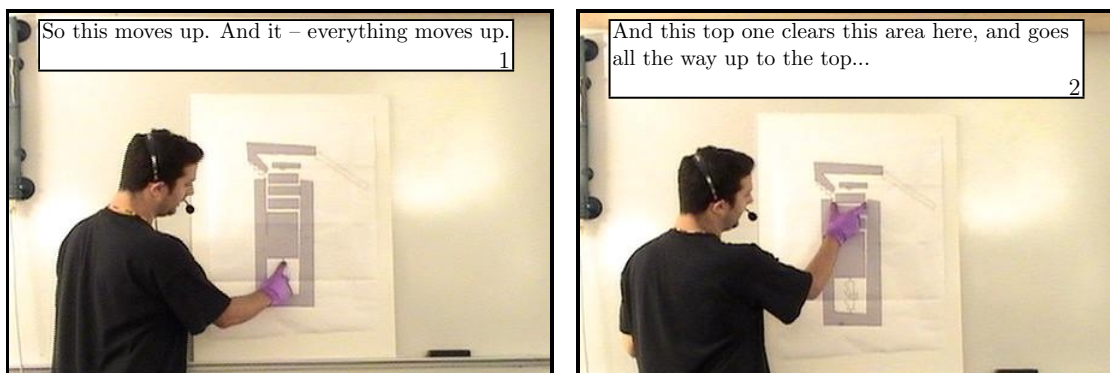 So this moves up. And it – everything moves up.
1
And this top one clears this area here, and goes
all the way up to the top...
2